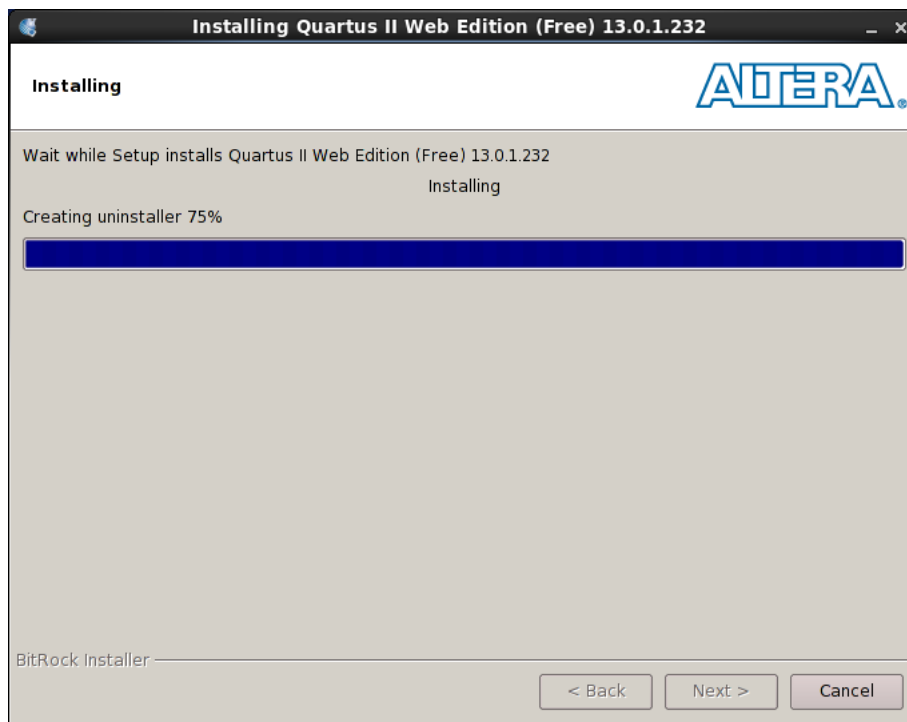 Installing Quartus II Web Edition (Free) 13.0.1.232
Installing
ALTERA®
Wait while Setup installs Quartus II Web Edition (Free) 13.0.1.232
Installing
Creating uninstaller 75%
BitRock Installer
< Back Next > Cancel